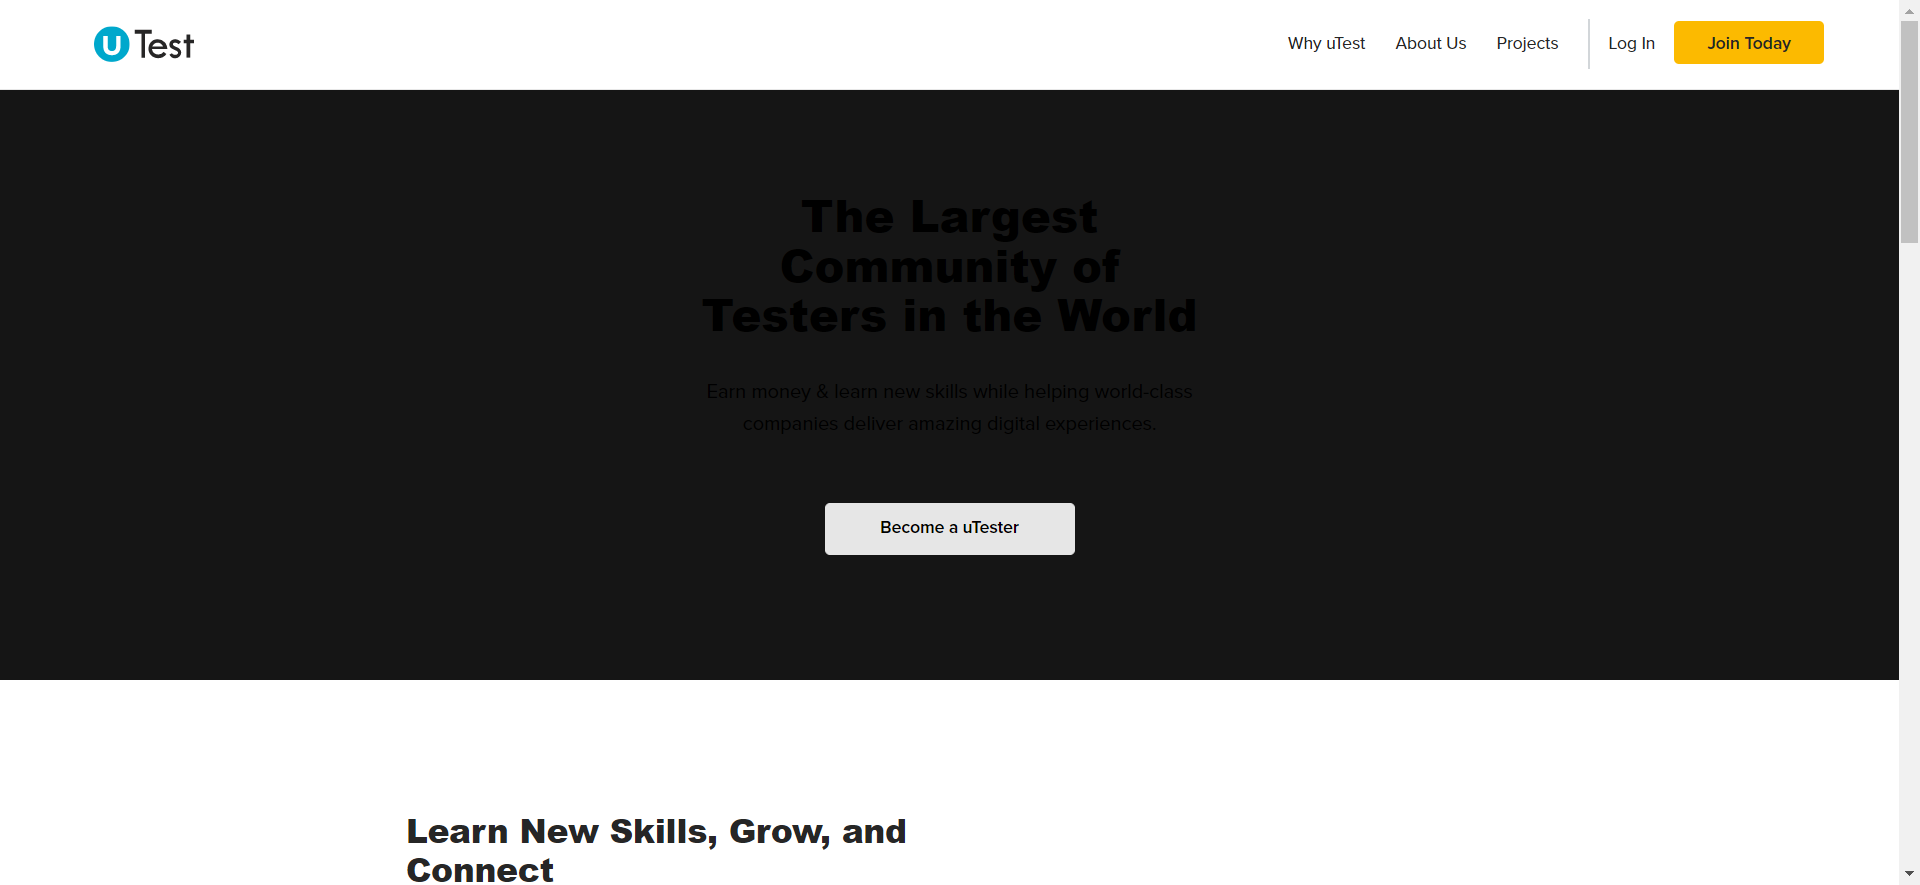 uTest
Why uTest
About Us
Projects
Log In
Join Today
The Largest
Community of
Testers in the World
Earn money & learn new skills while helping world-class
companies deliver amazing digital experiences.
Become a uTester
Learn New Skills, Grow, and
Connect